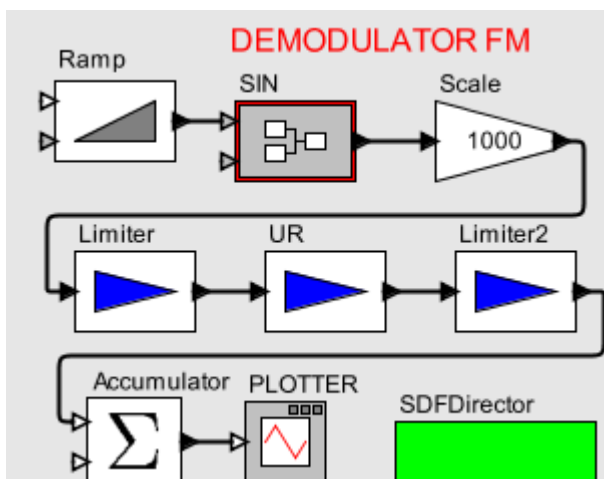 DEMODULATOR FM
Ramp
SIN
Scale
1000
Limiter
UR
Limiter2
Accumulator
PLOTTER
SDFDirector
Σ